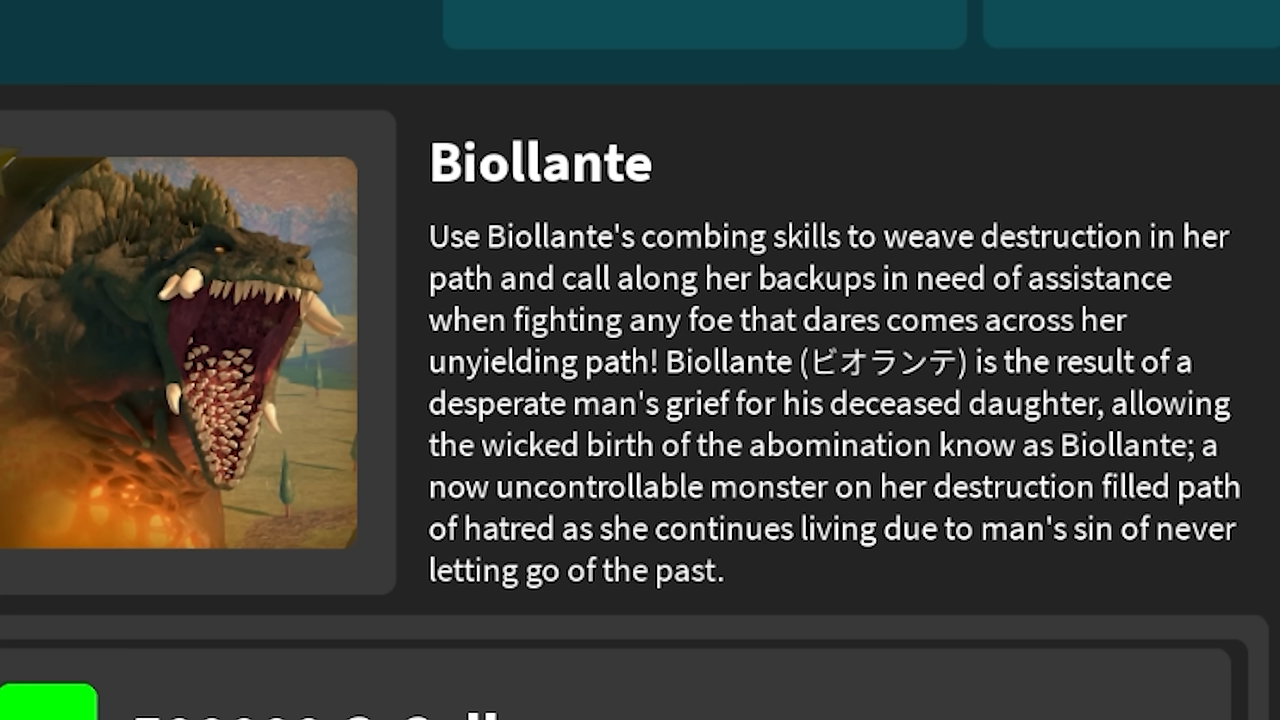 Biollante
Use Biollante's combing skills to weave destruction in her
path and call along her backups in need of assistance
when fighting any foe that dares comes across her
unyielding path! Biollante (ビオランテ) is the result of a
desperate man's grief for his deceased daughter, allowing
the wicked birth of the abomination know as Biollante; a
now uncontrollable monster on her destruction filled path
of hatred as she continues living due to man's sin of never
letting go of the past.